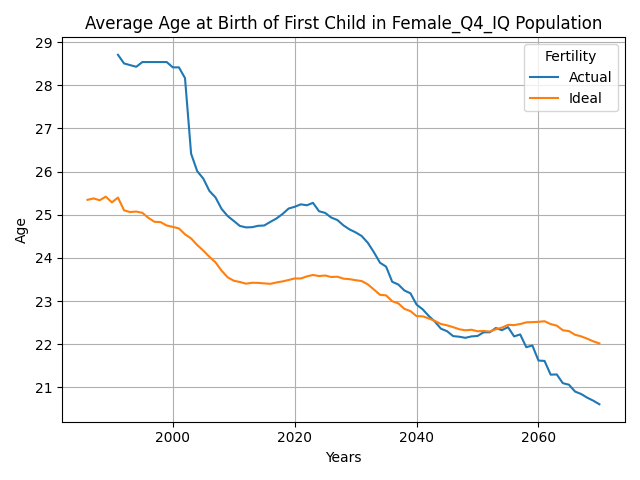 Average Age at Birth of First Child in Female_Q4_IQ Population
Fertility
Actual
Ideal
Age
29
28
27
26
25
24
23
22
21
2000
2020
2040
2060
Years